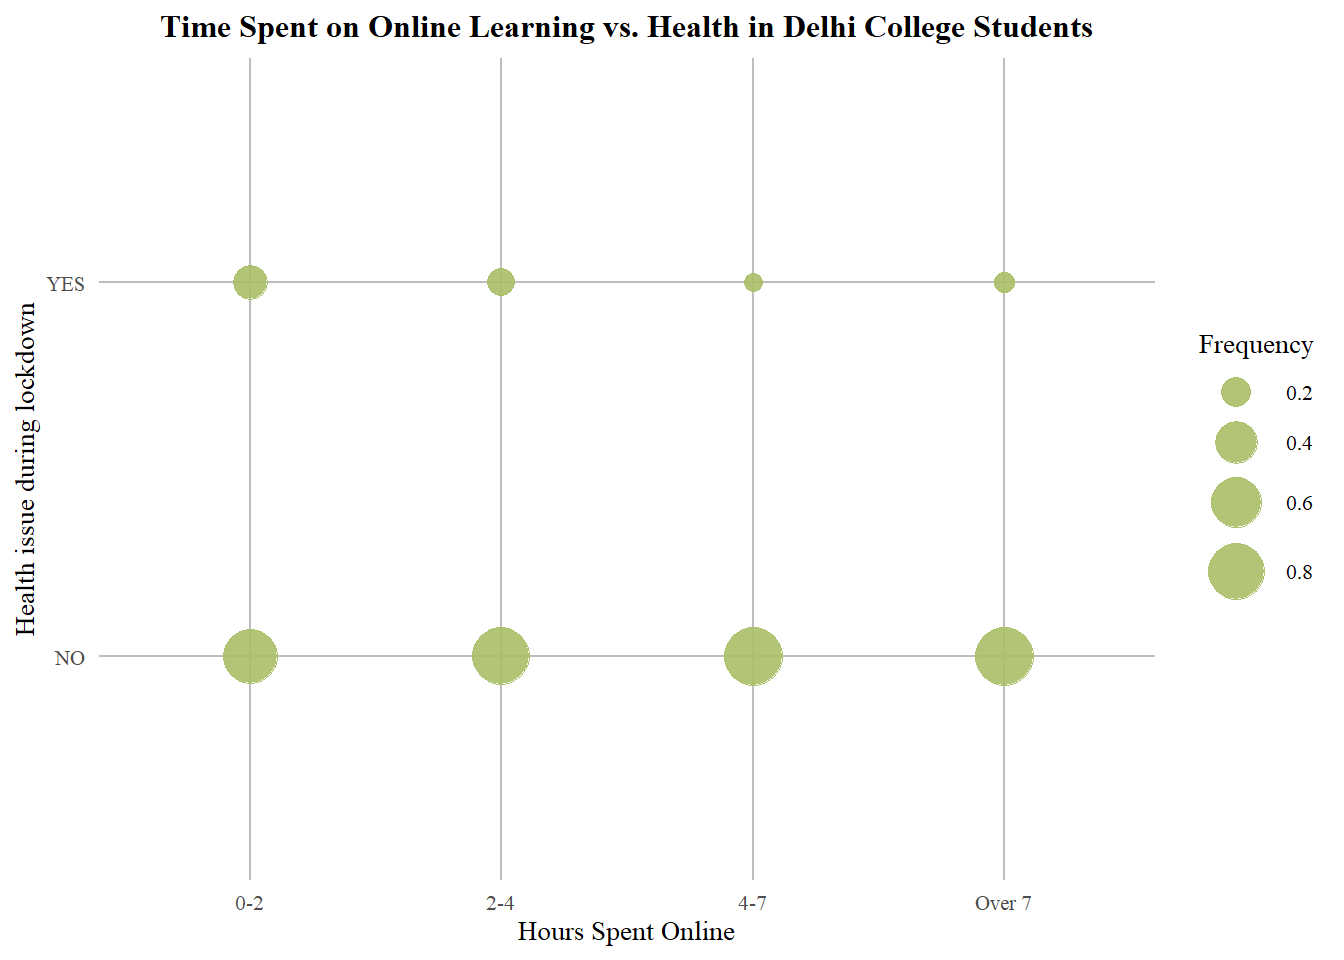 Time Spent on Online Learning vs. Health in Delhi College Students
Health issue during lockdown
YES
NO
0-2
2-4
4-7
Over 7
Hours Spent Online
Frequency
0.2
0.4
0.6
0.8